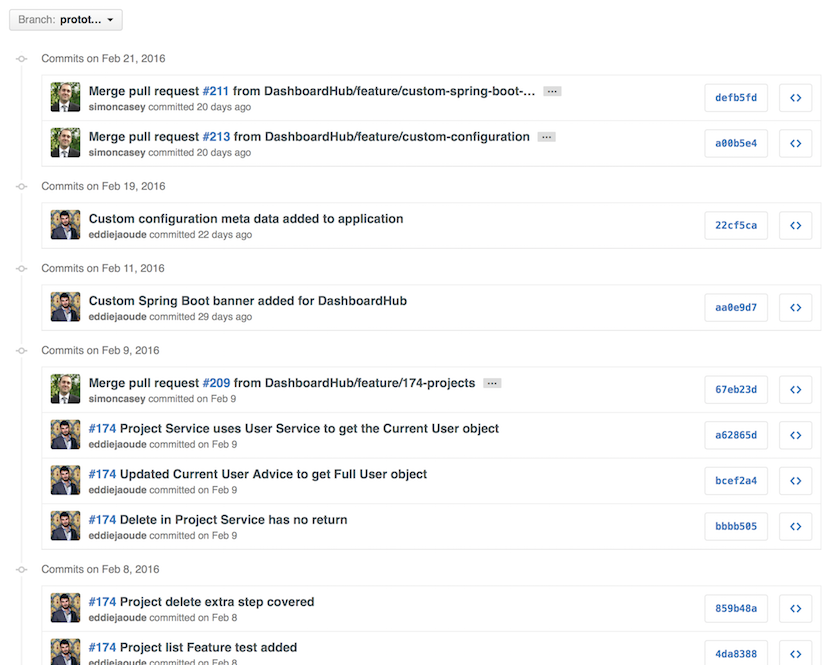 Branch: protot...
Commits on Feb 21, 2016
Merge pull request #211 from DashboardHub/feature/custom-spring-boot-... ...
defb5fd
simoncasey committed 20 days ago
Merge pull request #213 from DashboardHub/feature/custom-configuration ...
a00b5e4
simoncasey committed 20 days ago
Commits on Feb 19, 2016
Custom configuration meta data added to application
22cf5ca
eddiejaoude committed 22 days ago
Commits on Feb 11, 2016
Custom Spring Boot banner added for DashboardHub
aa0e9d7
eddiejaoude committed 29 days ago
Commits on Feb 9, 2016
Merge pull request #209 from DashboardHub/feature/174-projects ...
67eb23d
simoncasey committed on Feb 9
#174 Project Service uses User Service to get the Current User object
a62865d
eddiejaoude committed on Feb 9
#174 Updated Current User Advice to get Full User object
bcef2a4
eddiejaoude committed on Feb 9
#174 Delete in Project Service has no return
bbbb505
eddiejaoude committed on Feb 9
Commits on Feb 8, 2016
#174 Project delete extra step covered
859b48a
eddiejaoude committed on Feb 8
#174 Project list Feature test added
4da8388
eddiejaoude committed on Feb 8